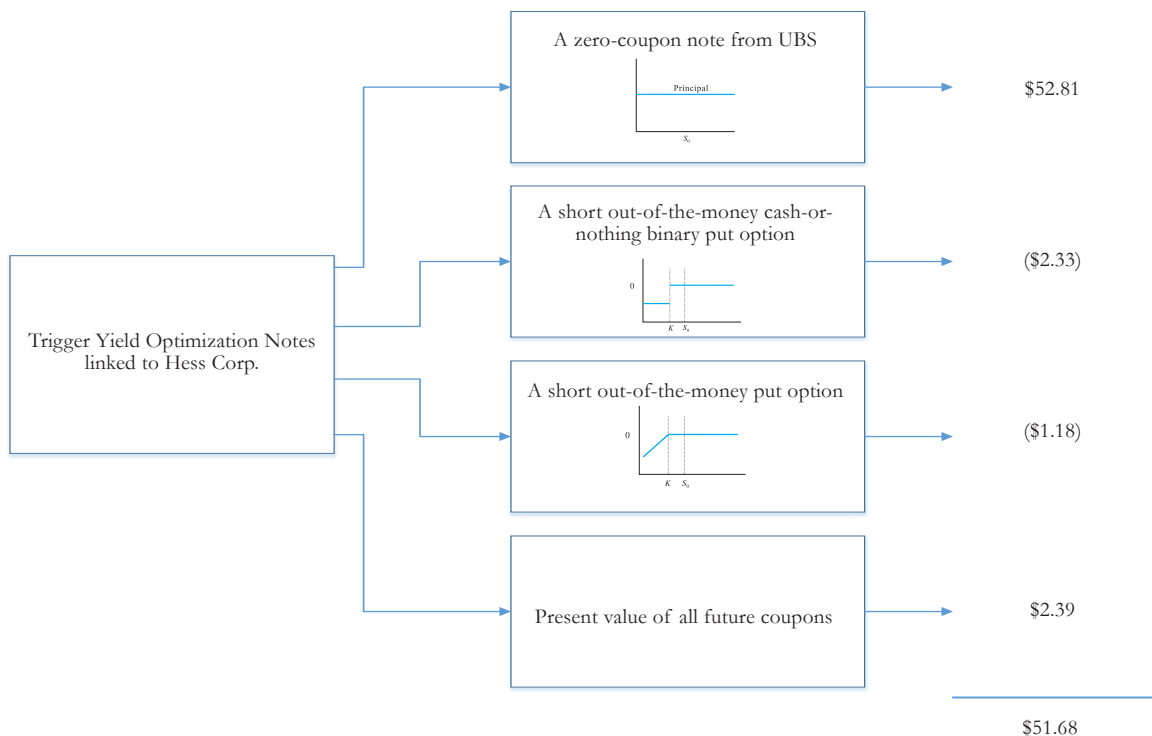 A zero-coupon note from UBS
Principal
S₀
$52.81
A short out-of-the-money cash-or-
nothing binary put option
0
K S₀
($2.33)
Trigger Yield Optimization Notes
linked to Hess Corp.
A short out-of-the-money put option
0
K S₀
($1.18)
Present value of all future coupons
$2.39
$51.68